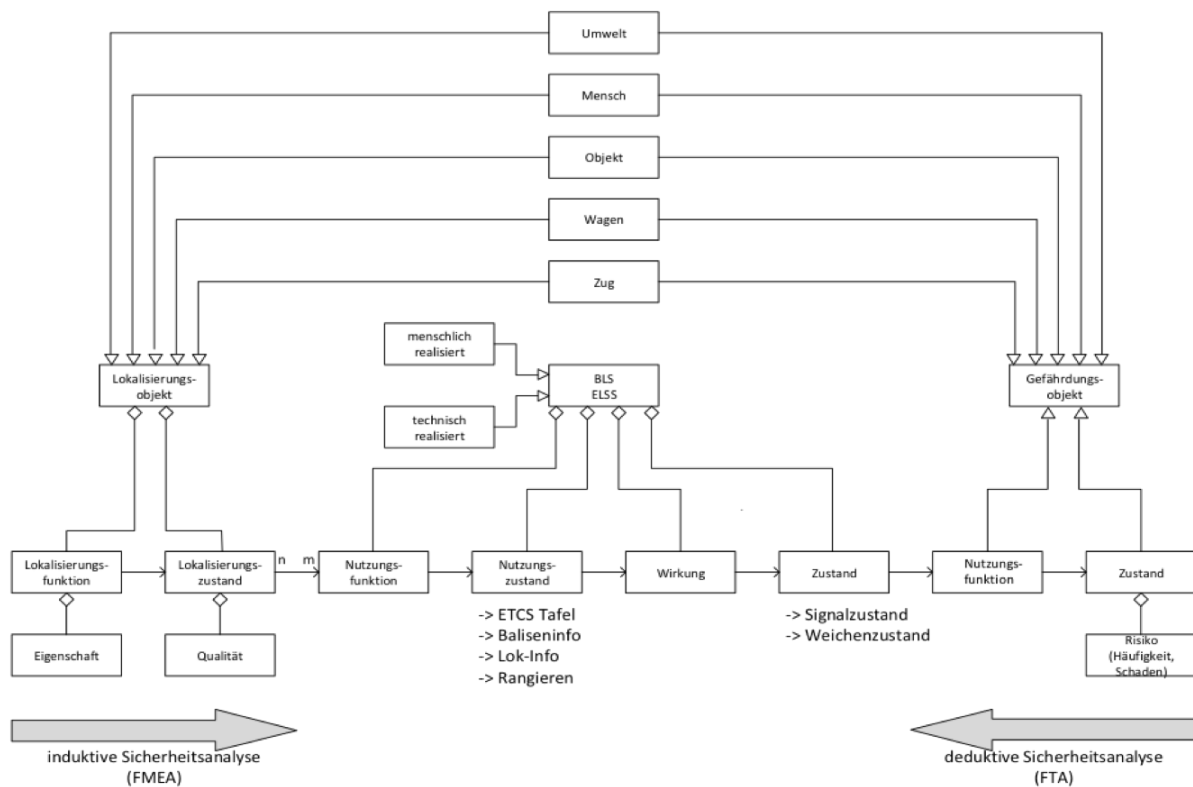 Umwelt
Mensch
Objekt
Wagen
Zug
menschlich
realisiert
Lokalisierungs-
objekt
BLS
ELSS
Gefährdungs-
objekt
technisch
realisiert
Lokalisierungs-
funktion
Lokalisierungs-
zustand
n
m
Nutzungs-
funktion
Nutzungs-
zustand
Wirkung
Zustand
Nutzungs-
funktion
Zustand
-> ETCS Tafel
-> Baliseninfo
-> Lok-Info
-> Rangieren
-> Signalzustand
-> Weichenzustand
Eigenschaft
Qualität
Risiko
(Häufigkeit,
Schaden)
induktive Sicherheitsanalyse
(FMEA)
deduktive Sicherheitsanalyse
(FTA)